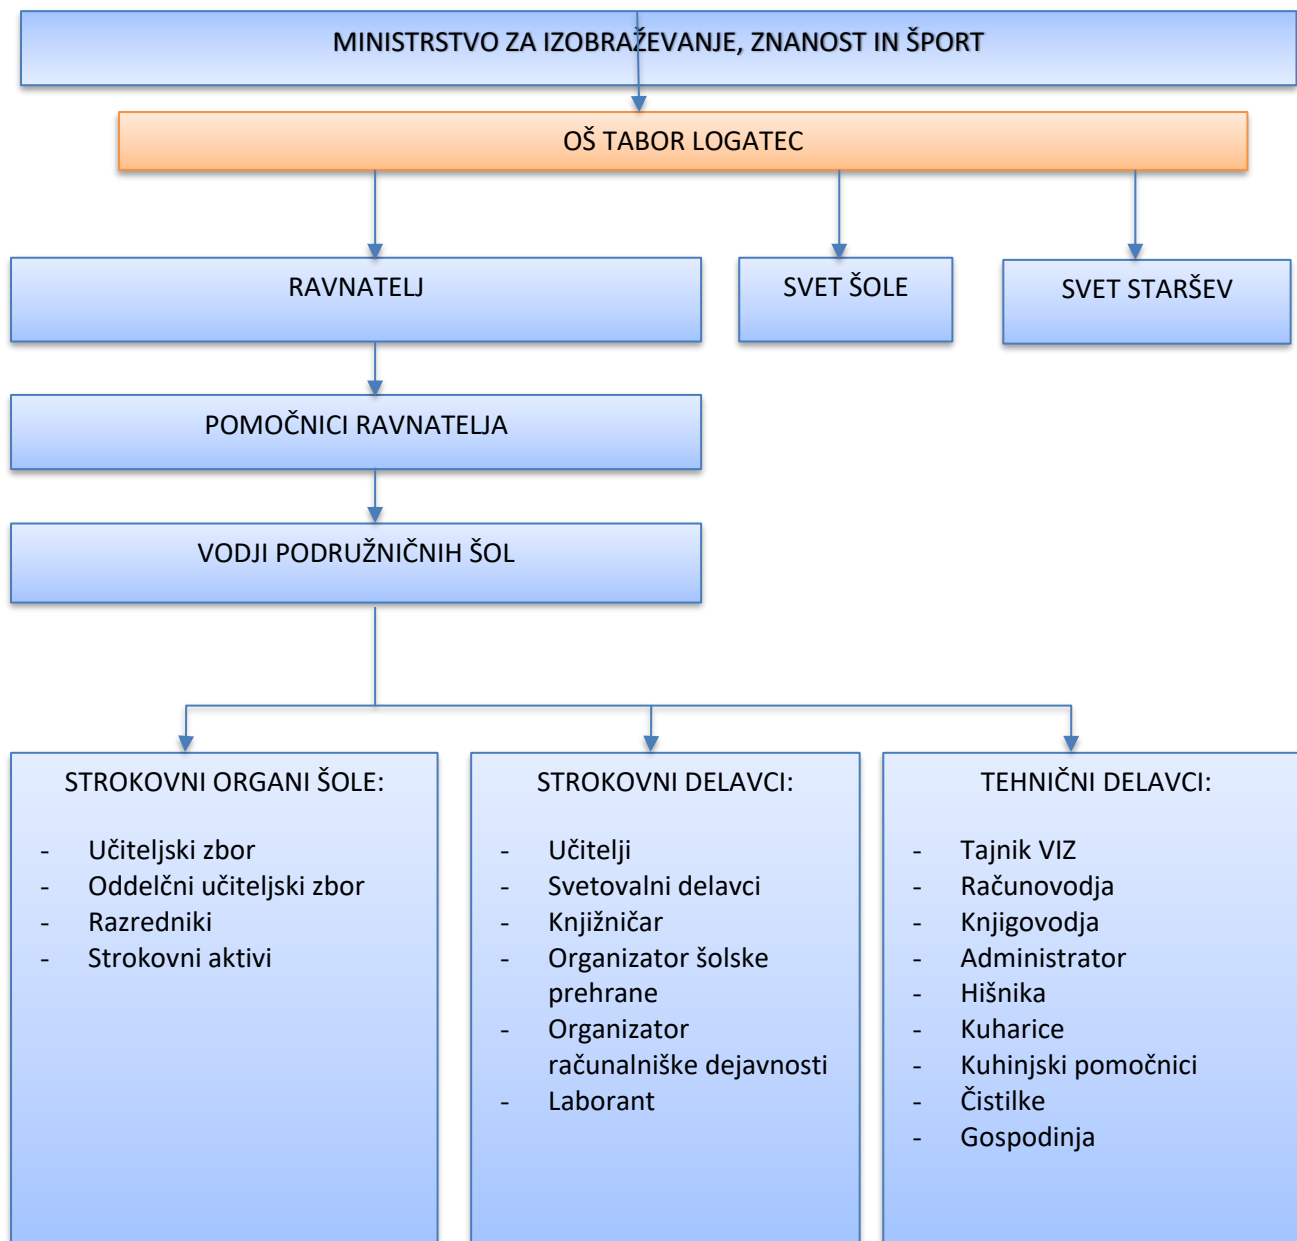 MINISTRSTVO ZA IZOBRAŽEVANJE, ZNANOST IN ŠPORT
OŠ TABOR LOGATEC
RAVNATELJ
SVET ŠOLE
SVET STARŠEV
POMOČNICI RAVNATELJA
VODJI PODRUŽNIČNIH ŠOL
STROKOVNI ORGANI ŠOLE:
- Učiteljski zbor
- Oddelčni učiteljski zbor
- Razredniki
- Strokovni aktivi
STROKOVNI DELAVCI:
- Učitelji
- Svetovalni delavci
- Knjižničar
- Organizator šolske
prehrane
- Organizator
računalniške dejavnosti
- Laborant
TEHNIČNI DELAVCI:
- Tajnik VIZ
- Računovodja
- Knjigovodja
- Administrator
- Hišnika
- Kuharice
- Kuhinjski pomočnici
- Čistilke
- Gospodinja